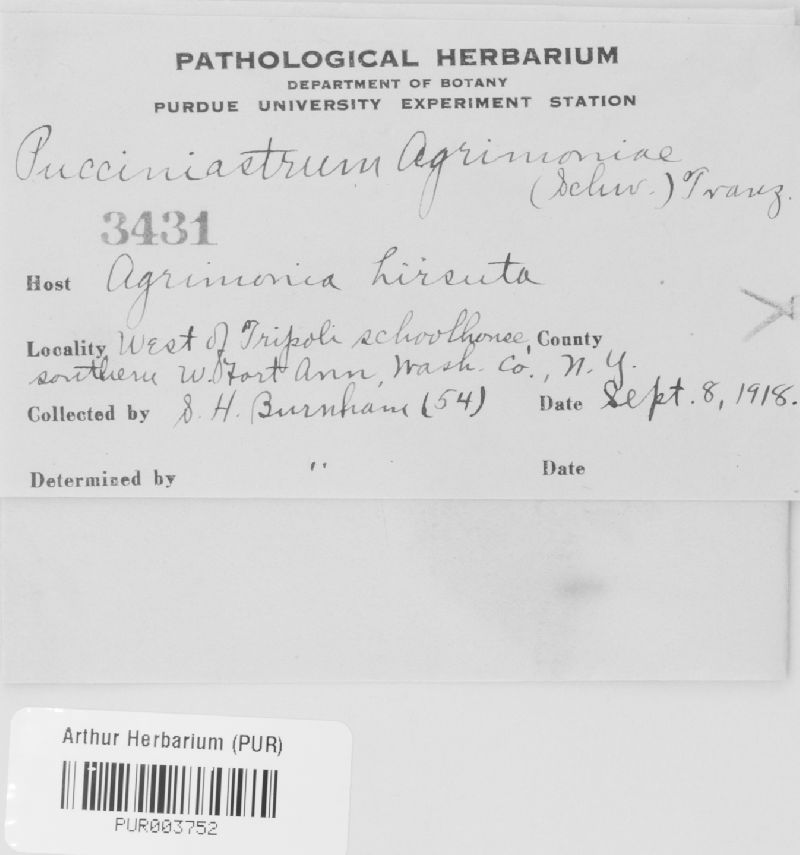 PATHOLOGICAL HERBARIUM
DEPARTMENT OF BOTANY
PURDUE UNIVERSITY EXPERIMENT STATION
Pucciniastrum Agrimoniae
(Schw.) Tranz.
3431
Host Agrimonia hirsuta
Locality West of Tripoli schoolhouse, County
southern W. Fort Ann, Wash. Co., N. Y.
Collected by S. H. Burnham (54) Date Sept. 8, 1918.
Determined by " Date
Arthur Herbarium (PUR)
PUR003752